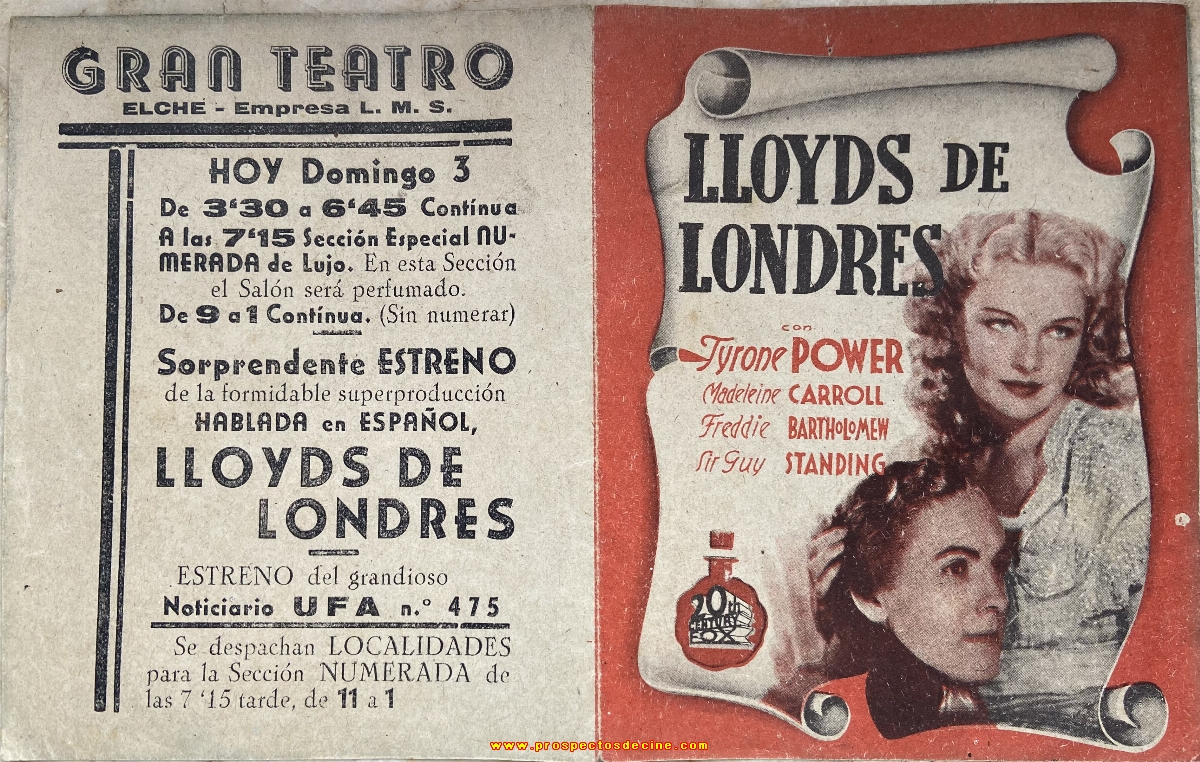 GRAN TEATRO
ELCHE - Empresa L. M. S.
HOY Domingo 3
De 3'30 a 6'45 Contínua
A las 7'15 Sección Especial NU-
MERADA de Lujo. En esta Sección
el Salón será perfumado.
De 9 a 1 Contínua. (Sin numerar)
Sorprendente ESTRENO
de la formidable superproducción
HABLADA en ESPAÑOL,
LLOYDS DE
LONDRES
ESTRENO del grandioso
Noticiario UFA n.º 475
Se despachan LOCALIDADES
para la Sección NUMERADA de
las 7 '15 tarde, de 11 a 1
LLOYDS DE
LONDRES
con
Tyrone POWER
Madeleine CARROLL
Freddie BARTHOLOMEW
Sir Guy STANDING
20th
CENTURY
FOX
www.prospectosdecine.com